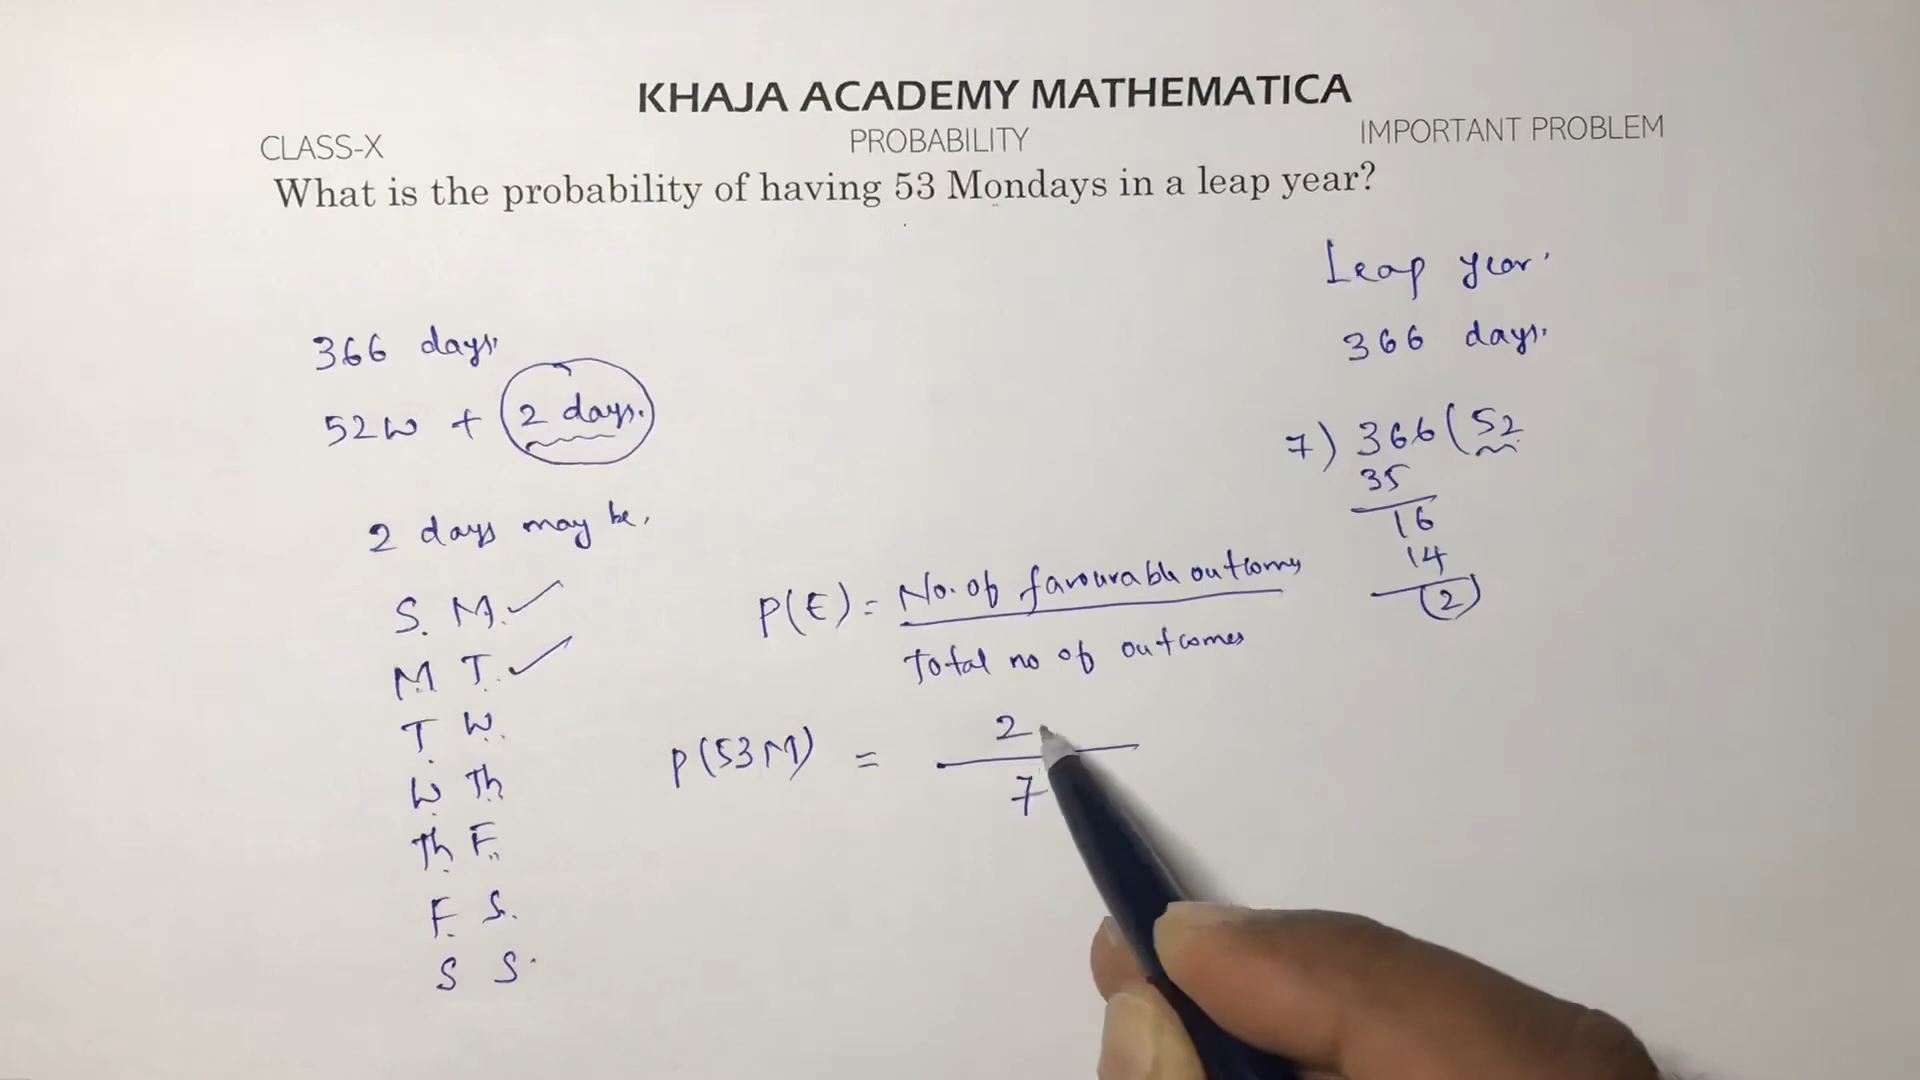 KHAJA ACADEMY MATHEMATICA
CLASS-X PROBABILITY IMPORTANT PROBLEM
What is the probability of having 53 Mondays in a leap year?
Leap year.
366 days.
7) 366 (52
35
16
14
2
366 days.
52W + 2 days.
2 days may be,
S. M.
M T.
T W.
W. Th
Th F.
F. S.
S S.
P(E) = No. of favourable outcomes
Total no of outcomes
P(53M) = 2
7